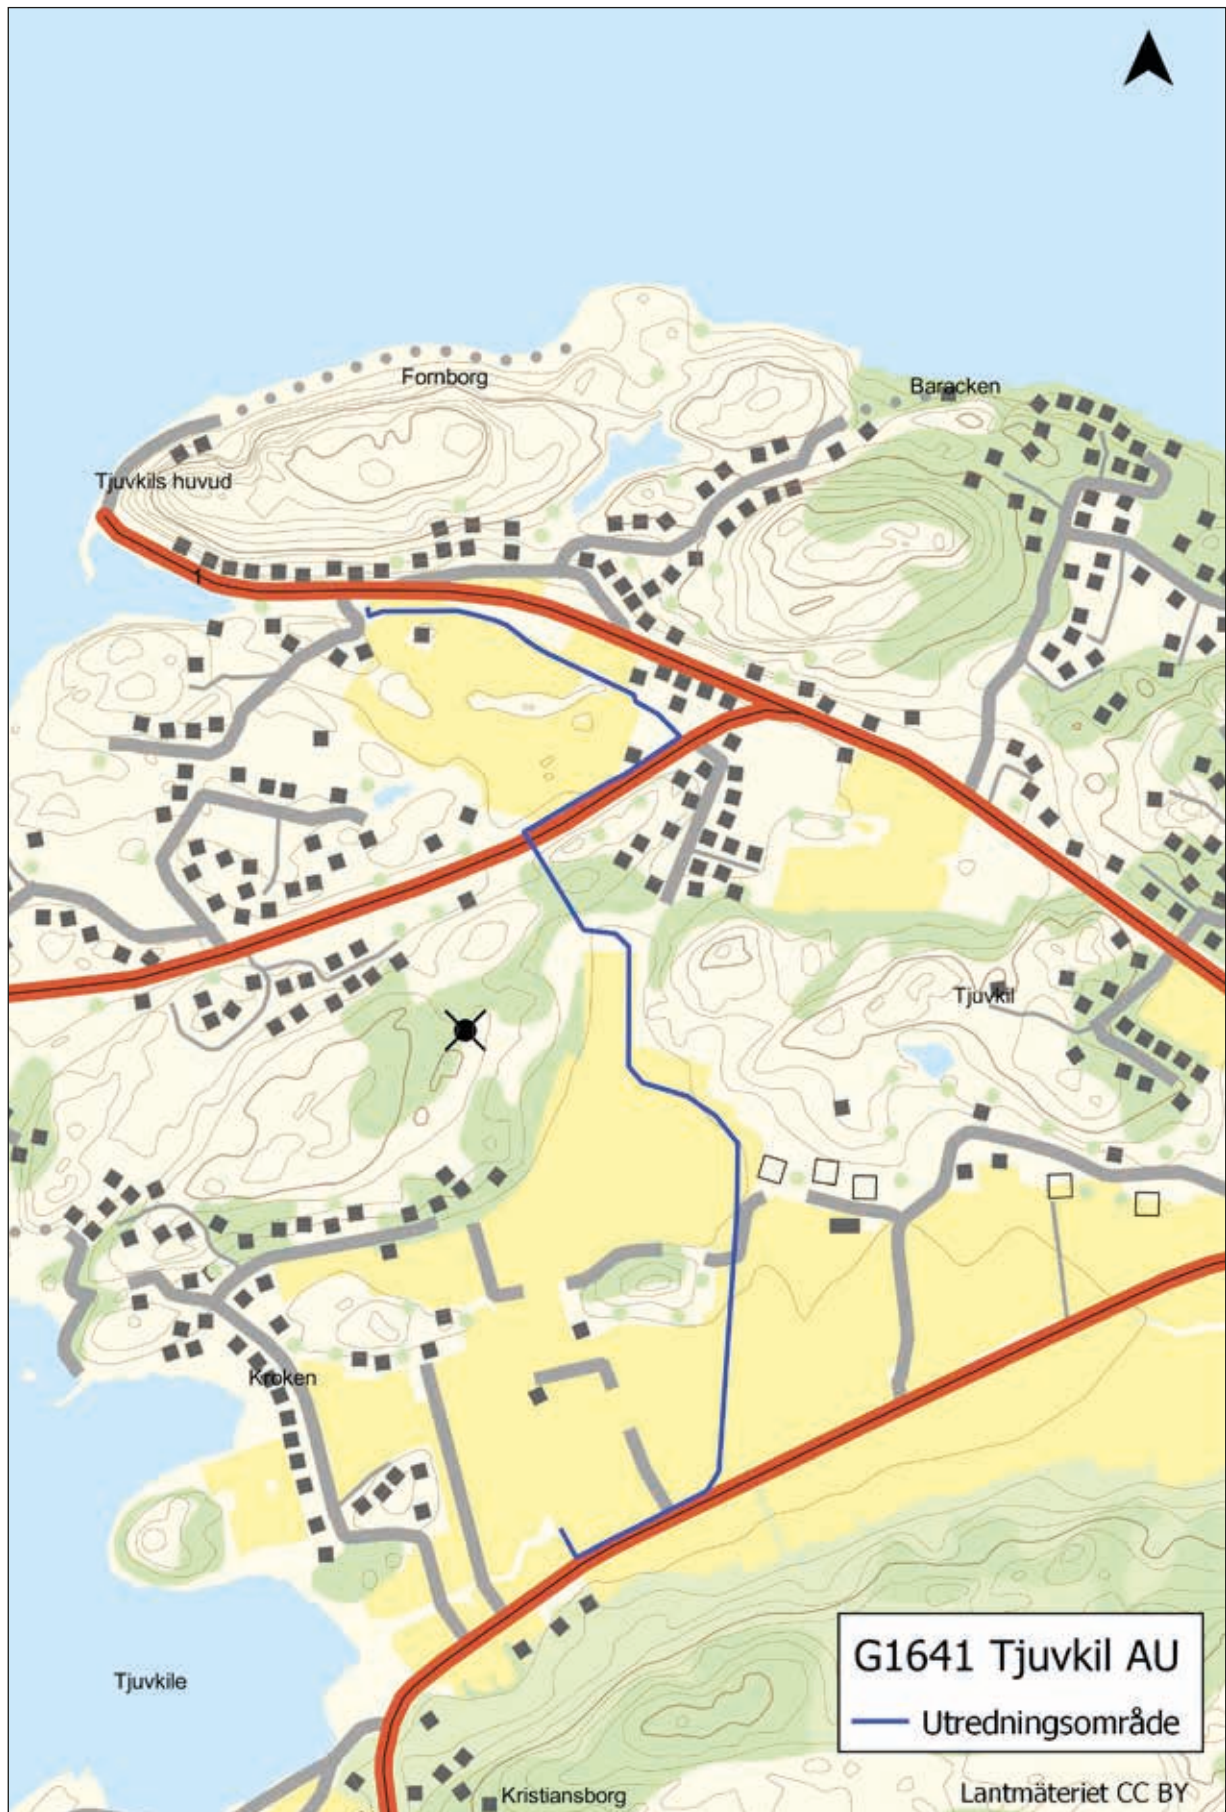 Fornborg
Baracken
Tjuvkils huvud
Tjuvkil
Kroken
Tjuvkile
G1641 Tjuvkil AU
Utredningsområde
Kristiansborg
Lantmäteriet CC BY